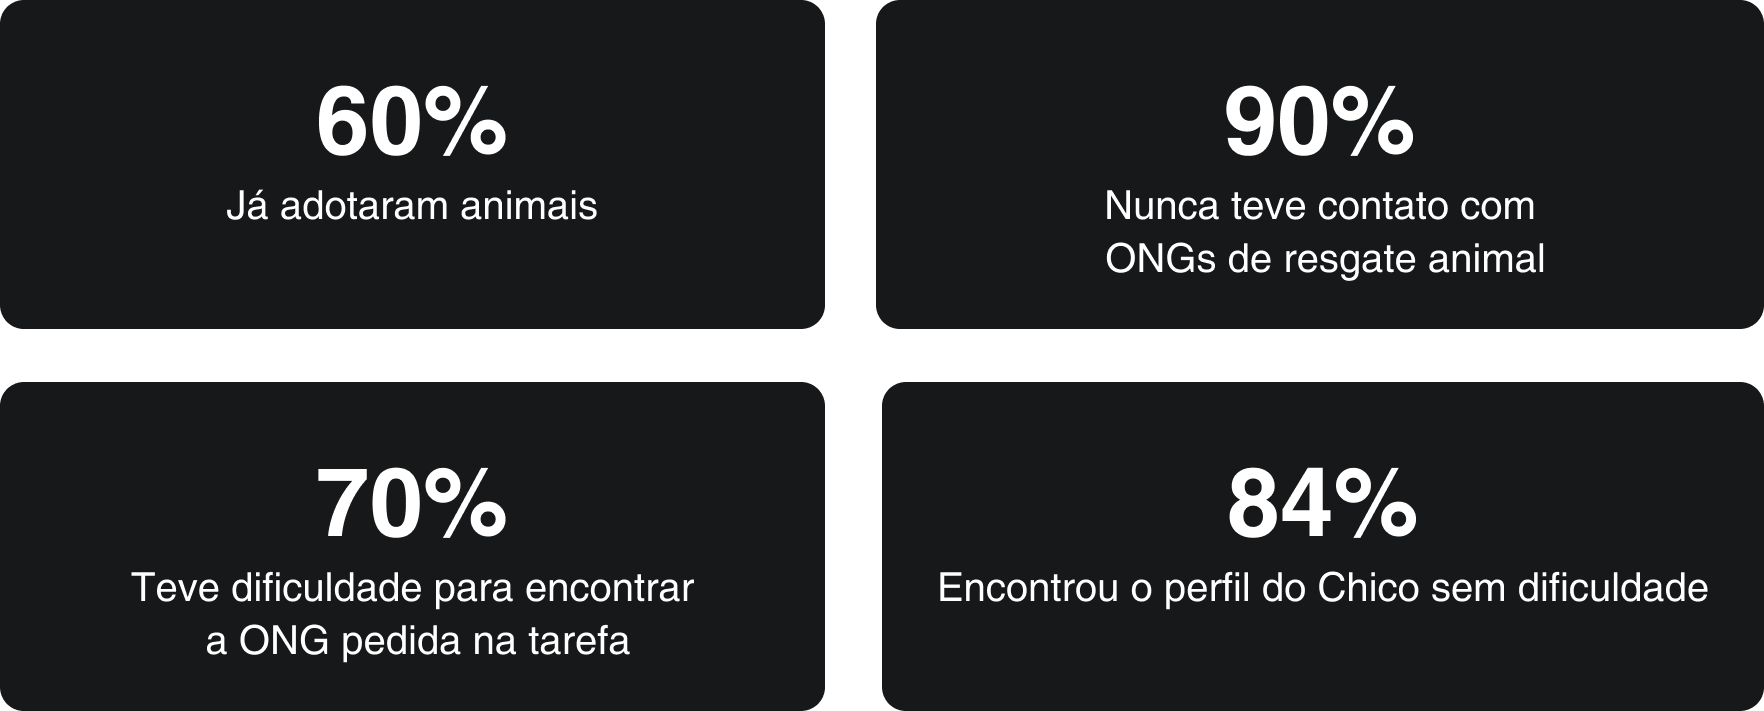 60%
Já adotaram animais
90%
Nunca teve contato com
ONGs de resgate animal
70%
Teve dificuldade para encontrar
a ONG pedida na tarefa
84%
Encontrou o perfil do Chico sem dificuldade